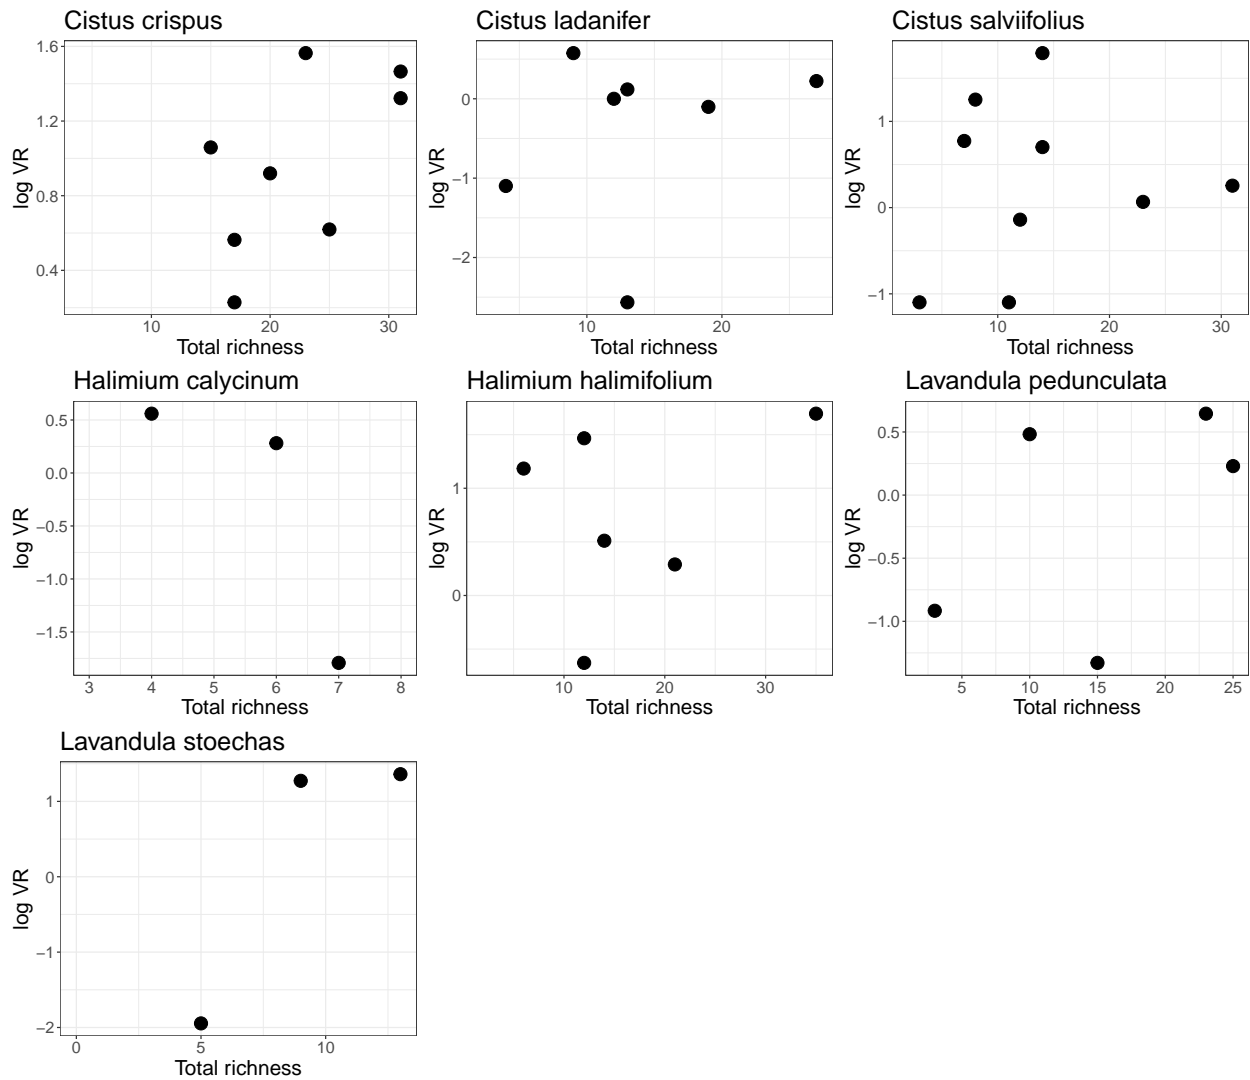 Cistus crispus
1.6
1.2
0.8
0.4
log VR
10 20 30
Total richness
Cistus ladanifer
0
−1
−2
log VR
10 20
Total richness
Cistus salviifolius
1
0
−1
log VR
10 20 30
Total richness
Halimium calycinum
0.5
0.0
−0.5
−1.0
−1.5
log VR
3 4 5 6 7 8
Total richness
Halimium halimifolium
1
0
log VR
10 20 30
Total richness
Lavandula pedunculata
0.5
0.0
−0.5
−1.0
log VR
5 10 15 20 25
Total richness
Lavandula stoechas
1
0
−1
−2
log VR
0 5 10
Total richness